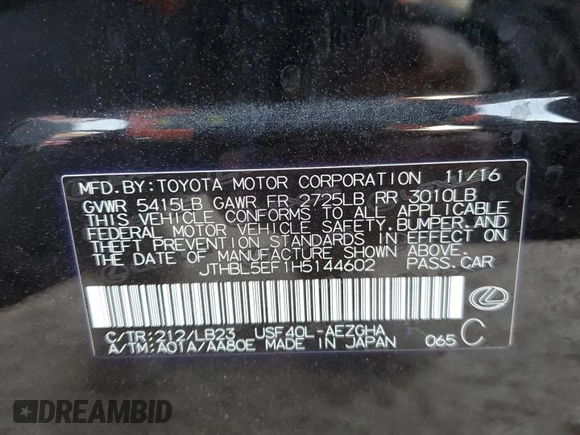 MFD.BY:TOYOTA MOTOR CORPORATION 11/16
GVWR 5415LB GAWR FR 2725LB RR 3010LB
THIS VEHICLE CONFORMS TO ALL APPLICABLE
FEDERAL MOTOR VEHICLE SAFETY,BUMPER,AND
THEFT PREVENTION STANDARDS IN EFFECT ON
THE DATE OF MANUFACTURE SHOWN ABOVE.
JTHBL5EF1H5144602 PASS.CAR
C/TR:212/LB23 USF40L-AEZGHA
A/TM:A01A/AA80E MADE IN JAPAN 065 C
DREAMBID